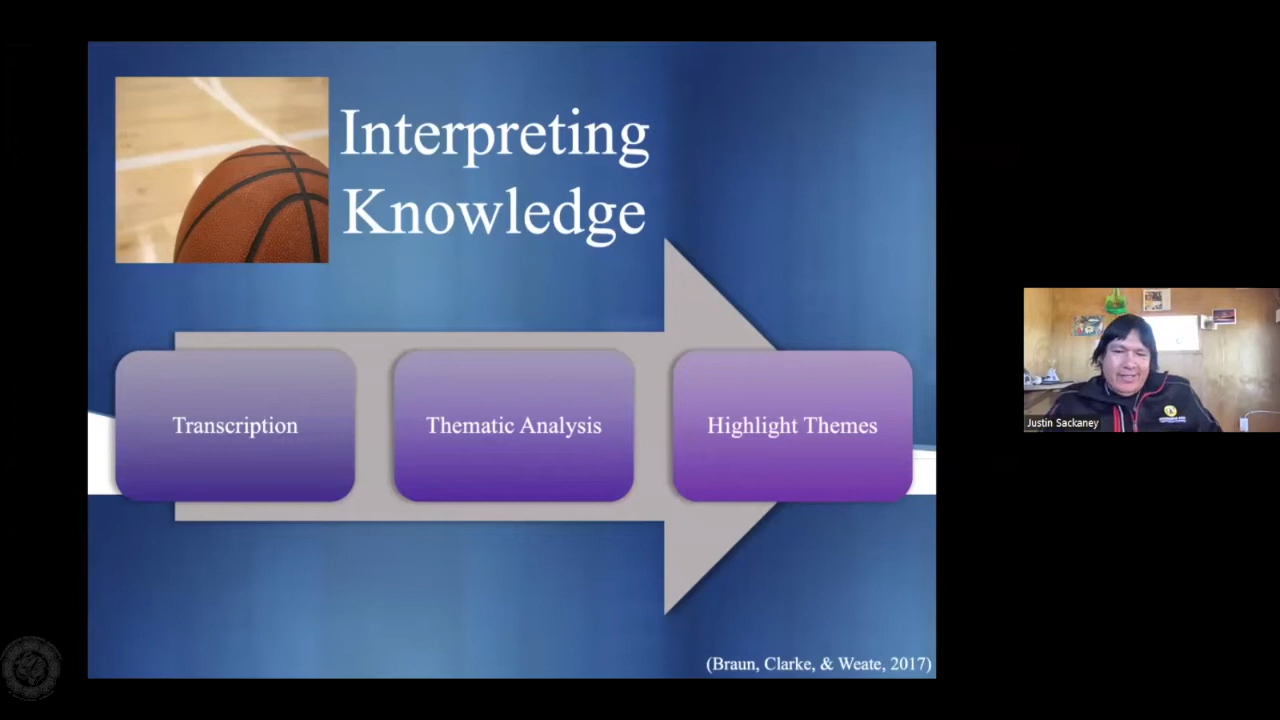 Interpreting
Knowledge
Transcription
Thematic Analysis
Highlight Themes
(Braun, Clarke, & Weate, 2017)
Justin Sackaney